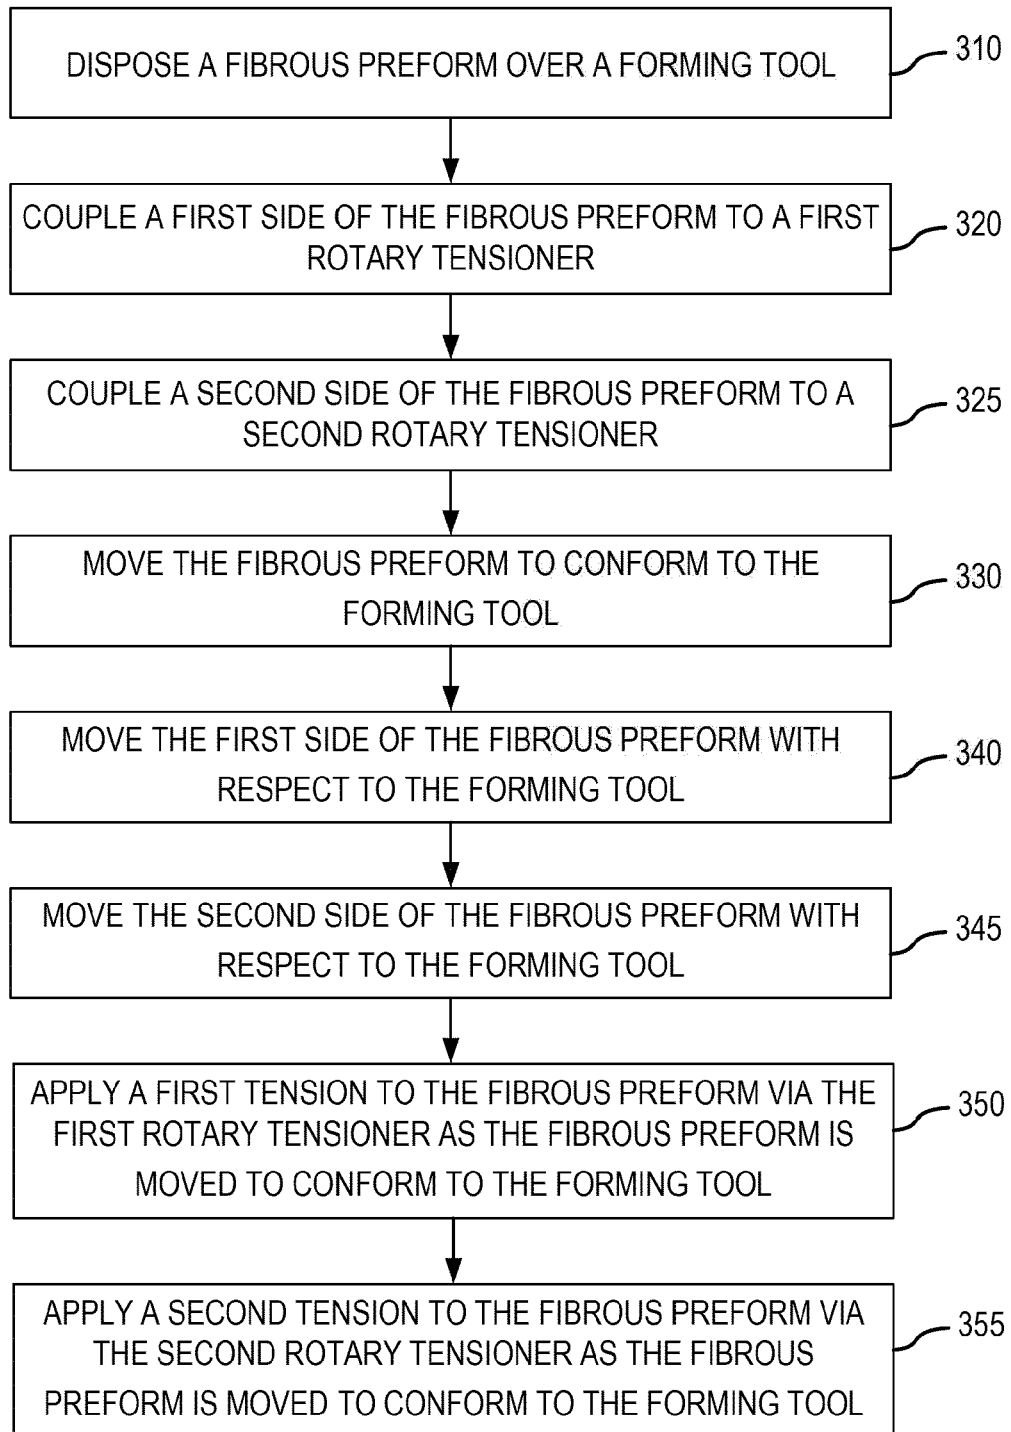 DISPOSE A FIBROUS PREFORM OVER A FORMING TOOL
310
COUPLE A FIRST SIDE OF THE FIBROUS PREFORM TO A FIRST
ROTARY TENSIONER
320
COUPLE A SECOND SIDE OF THE FIBROUS PREFORM TO A
SECOND ROTARY TENSIONER
325
MOVE THE FIBROUS PREFORM TO CONFORM TO THE
FORMING TOOL
330
MOVE THE FIRST SIDE OF THE FIBROUS PREFORM WITH
RESPECT TO THE FORMING TOOL
340
MOVE THE SECOND SIDE OF THE FIBROUS PREFORM WITH
RESPECT TO THE FORMING TOOL
345
APPLY A FIRST TENSION TO THE FIBROUS PREFORM VIA THE
FIRST ROTARY TENSIONER AS THE FIBROUS PREFORM IS
MOVED TO CONFORM TO THE FORMING TOOL
350
APPLY A SECOND TENSION TO THE FIBROUS PREFORM VIA
THE SECOND ROTARY TENSIONER AS THE FIBROUS
PREFORM IS MOVED TO CONFORM TO THE FORMING TOOL
355